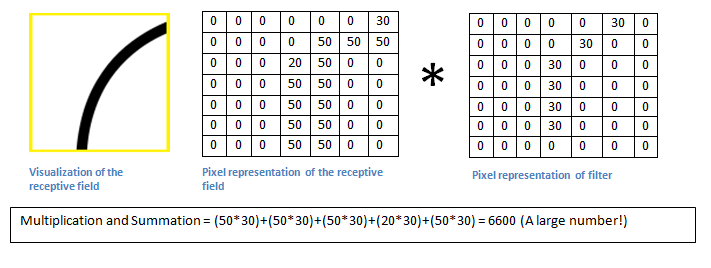 0 0 0 0 0 0 30
0 0 0 0 50 50 50
0 0 0 20 50 0 0
0 0 0 50 50 0 0
0 0 0 50 50 0 0
0 0 0 50 50 0 0
0 0 0 50 50 0 0
*
0 0 0 0 0 30 0
0 0 0 0 30 0 0
0 0 0 30 0 0 0
0 0 0 30 0 0 0
0 0 0 30 0 0 0
0 0 0 30 0 0 0
0 0 0 0 0 0 0
Visualization of the
receptive field
Pixel representation of the receptive
field
Pixel representation of filter
Multiplication and Summation = (50*30)+(50*30)+(50*30)+(20*30)+(50*30) = 6600 (A large number!)